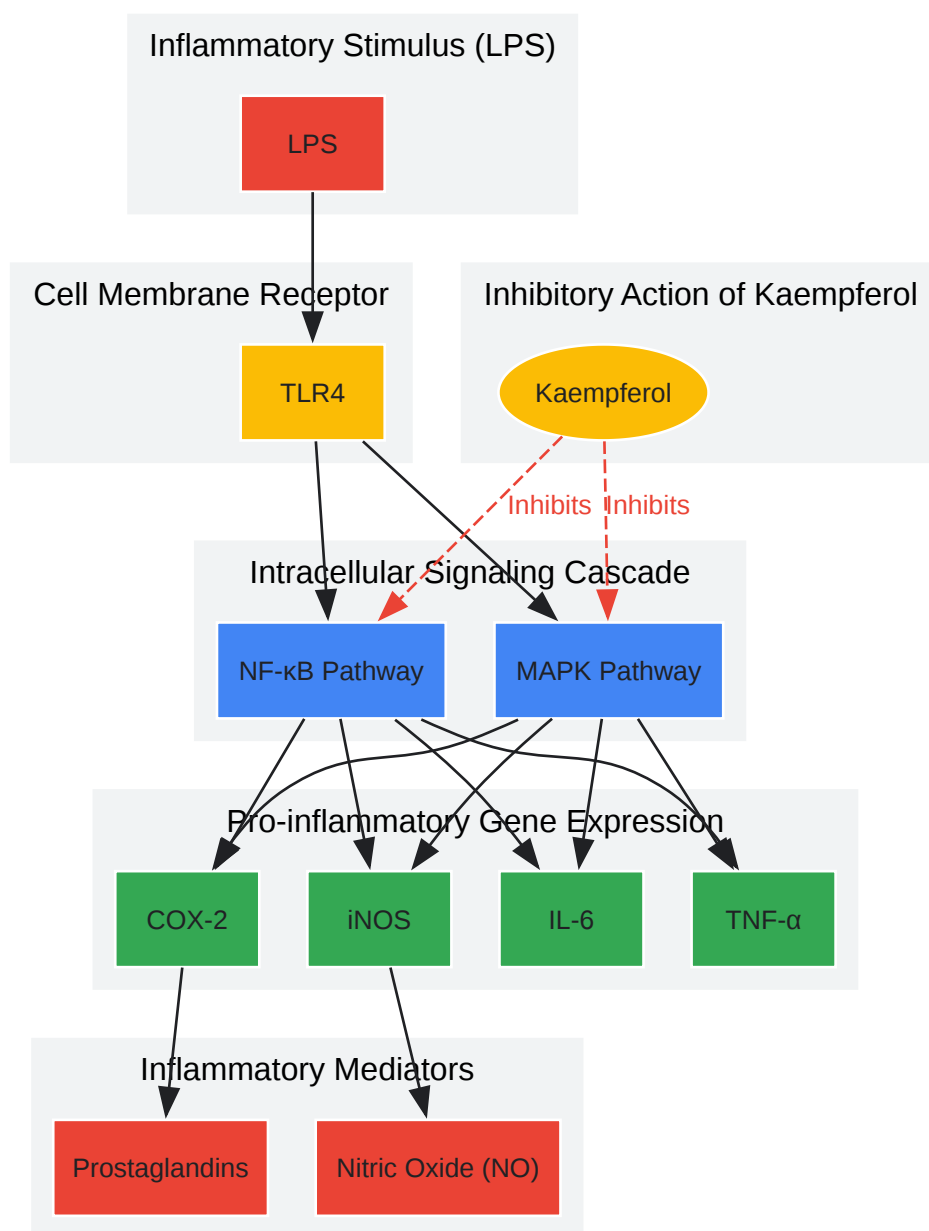 Inflammatory Stimulus (LPS)
LPS
Cell Membrane Receptor
Inhibitory Action of Kaempferol
TLR4
Kaempferol
Inhibits
Inhibits
Intracellular Signaling Cascade
NF-κB Pathway
MAPK Pathway
Pro-inflammatory Gene Expression
COX-2
iNOS
IL-6
TNF-α
Inflammatory Mediators
Prostaglandins
Nitric Oxide (NO)